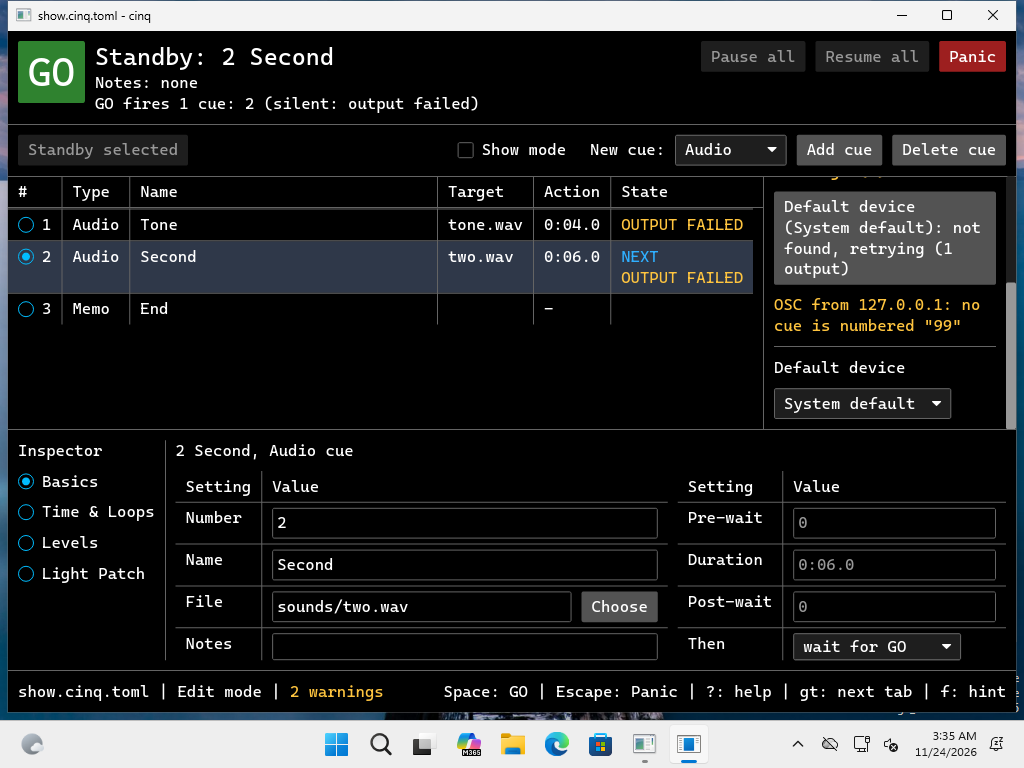 show.cinq.toml - cinq
GO
Standby: 2 Second
Notes: none
GO fires 1 cue: 2 (silent: output failed)
Pause all
Resume all
Panic
Standby selected
Show mode
New cue:
Audio
Add cue
Delete cue
# Type Name Target Action State
1 Audio Tone tone.wav 0:04.0 OUTPUT FAILED
2 Audio Second two.wav 0:06.0 NEXT
OUTPUT FAILED
3 Memo End –
Default device
(System default): not
found, retrying (1
output)
OSC from 127.0.0.1: no
cue is numbered "99"
Default device
System default
Inspector
Basics
Time & Loops
Levels
Light Patch
2 Second, Audio cue
Setting Value
Number 2
Name Second
File sounds/two.wav Choose
Notes
Setting Value
Pre-wait 0
Duration 0:06.0
Post-wait 0
Then wait for GO
show.cinq.toml | Edit mode | 2 warnings
Space: GO | Escape: Panic | ?: help | gt: next tab | f: hint
M365
3:35 AM
11/24/2026